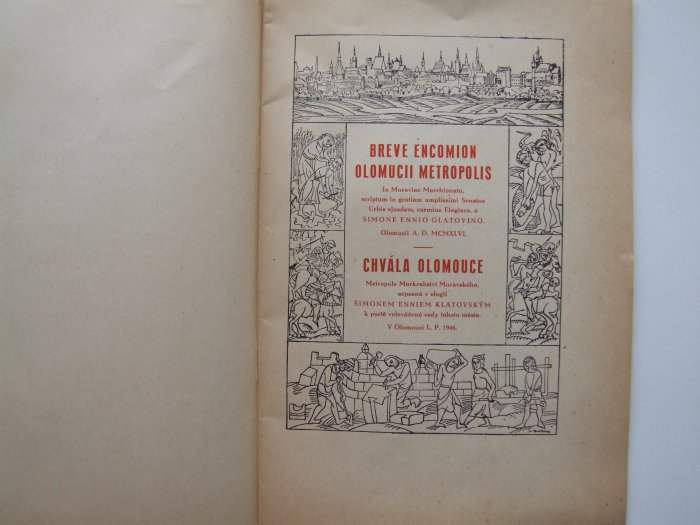 BREVE ENCOMION
OLOMUCII METROPOLIS
In Moraviae Marchionatu,
scriptum in gratiam amplissimi Senatus
Urbis ejusdem, carmine Elegiaco, a
SIMONE ENNIO GLATOVINO.
Olomucii A. D. MCMXLVI.
CHVÁLA OLOMOUCE
Metropole Markrabství Moravského,
sepsaná v elegii
ŠIMONEM ENNIEM KLATOVSKÝM
k poctě velevážené rady tohoto města.
V Olomouci L. P. 1946.